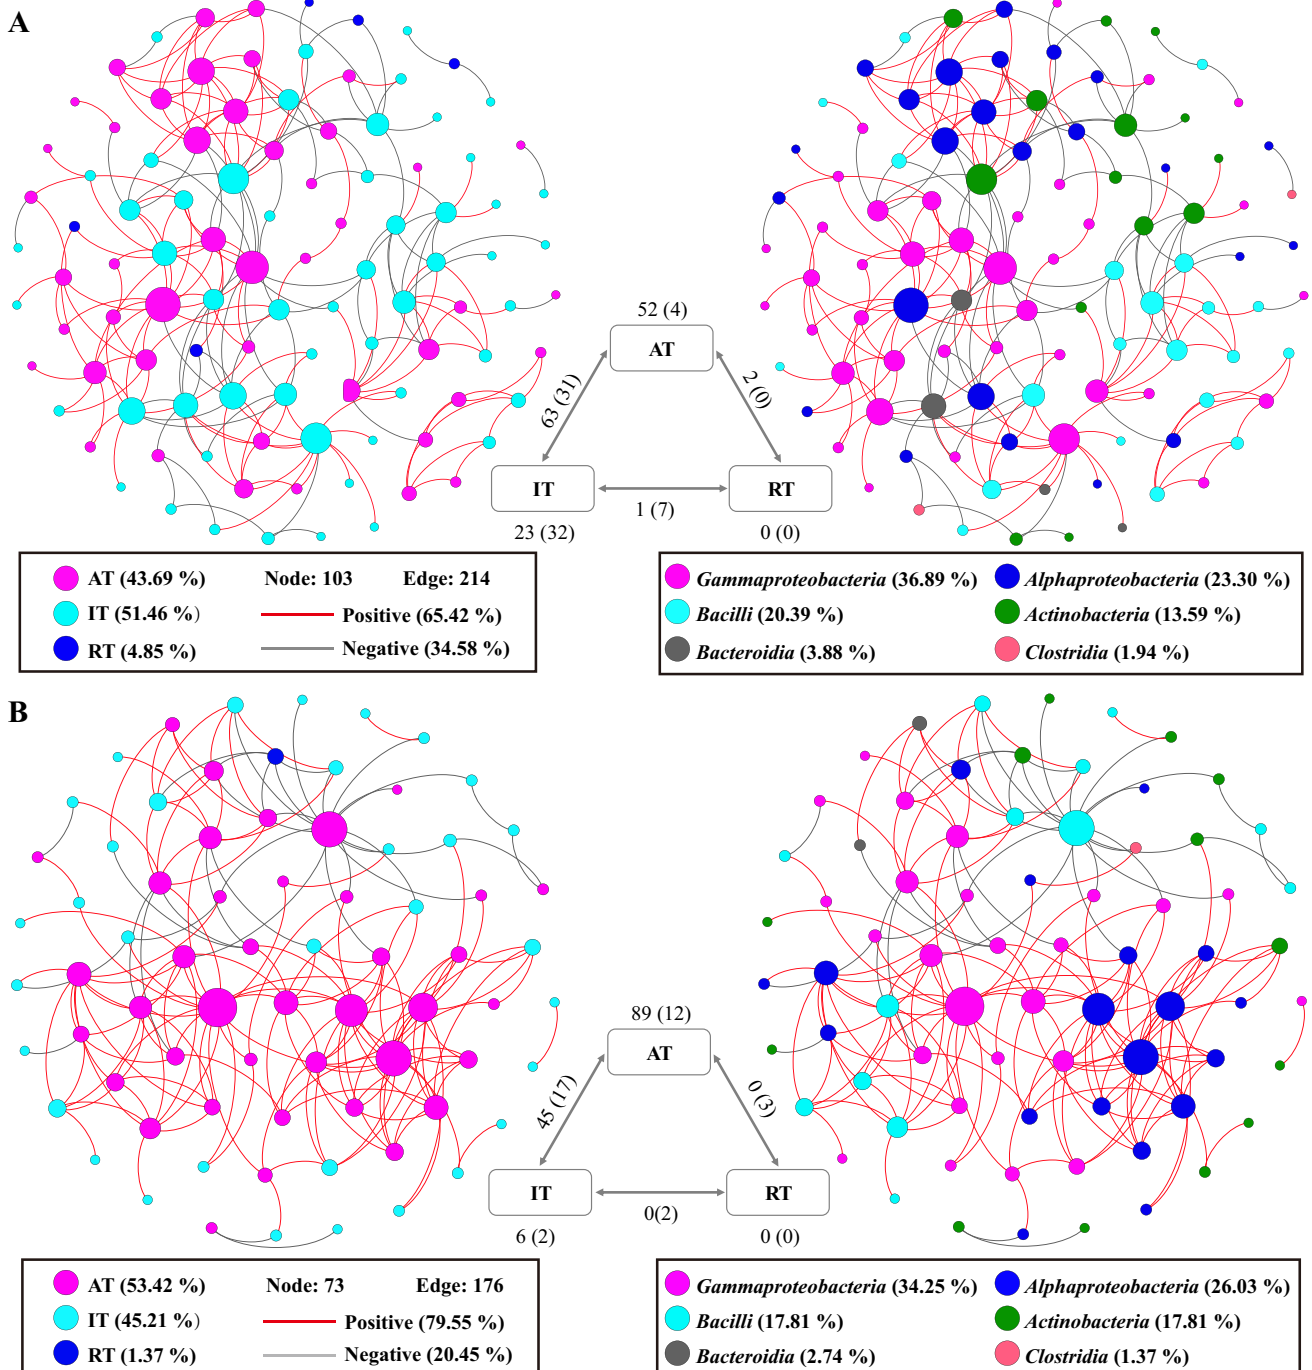 A
52 (4)
AT
63 (31)
2 (0)
IT
RT
1 (7)
23 (32)
0 (0)
AT (43.69 %) Node: 103 Edge: 214
IT (51.46 %) Positive (65.42 %)
RT (4.85 %) Negative (34.58 %)
Gammaproteobacteria (36.89 %) Alphaproteobacteria (23.30 %)
Bacilli (20.39 %) Actinobacteria (13.59 %)
Bacteroidia (3.88 %) Clostridia (1.94 %)
B
89 (12)
AT
45 (17)
0 (3)
IT
RT
0(2)
6 (2)
0 (0)
AT (53.42 %) Node: 73 Edge: 176
IT (45.21 %) Positive (79.55 %)
RT (1.37 %) Negative (20.45 %)
Gammaproteobacteria (34.25 %) Alphaproteobacteria (26.03 %)
Bacilli (17.81 %) Actinobacteria (17.81 %)
Bacteroidia (2.74 %) Clostridia (1.37 %)